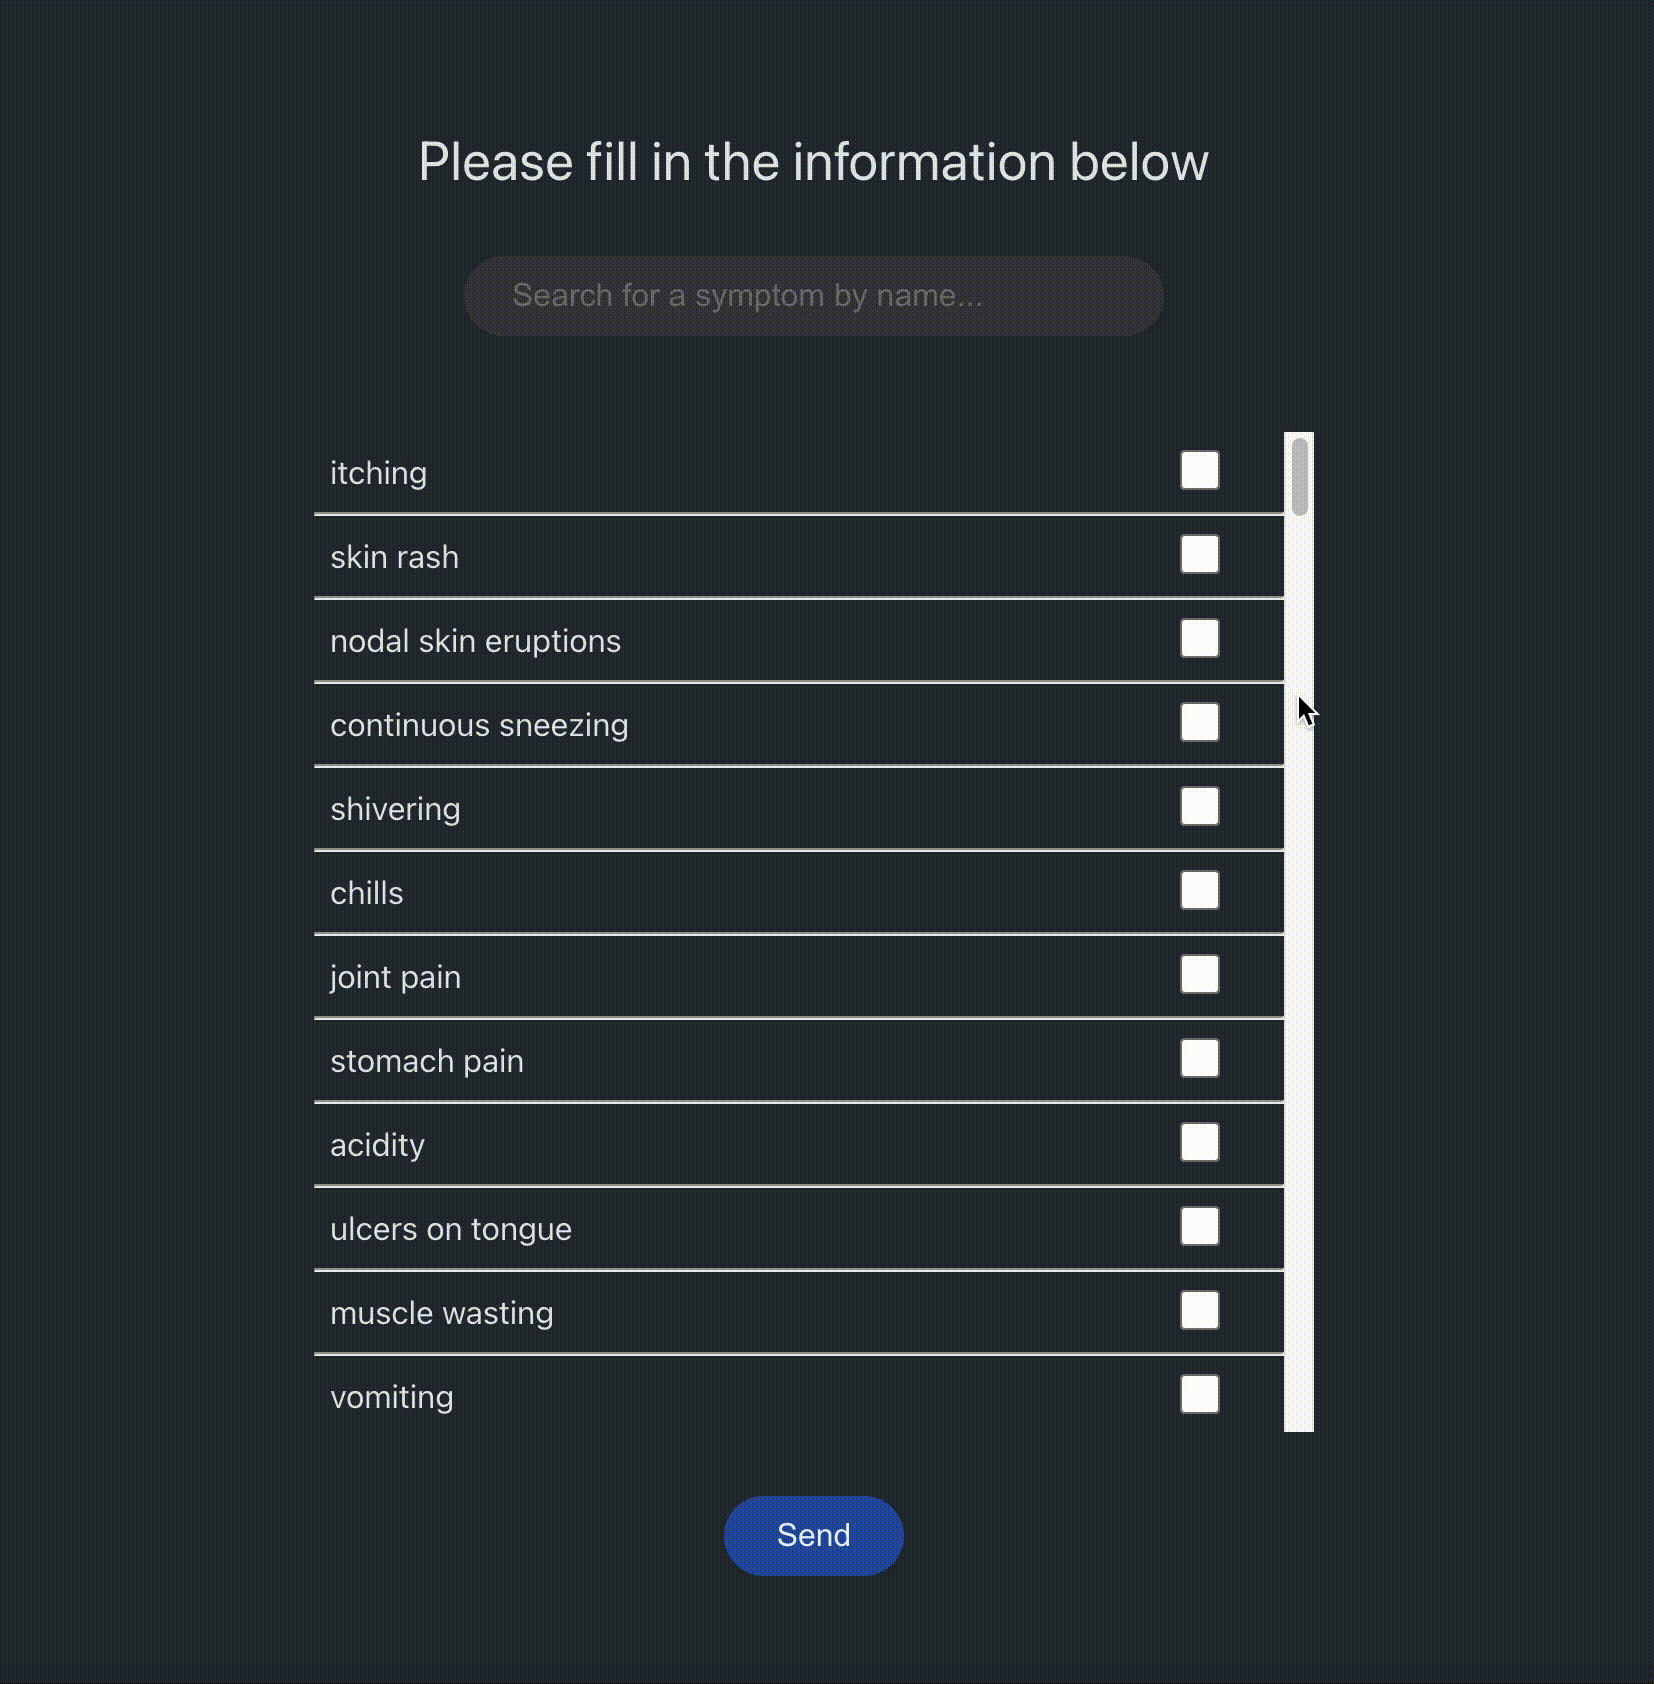 Please fill in the information below
Search for a symptom by name...
itching
skin rash
nodal skin eruptions
continuous sneezing
shivering
chills
joint pain
stomach pain
acidity
ulcers on tongue
muscle wasting
vomiting
Send